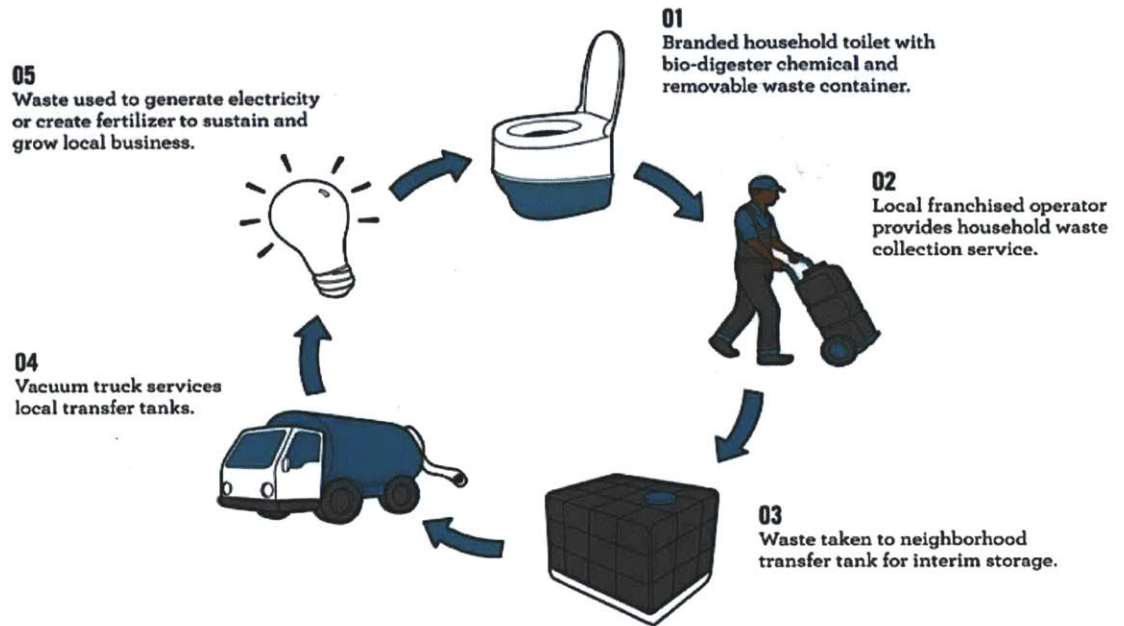 01
Branded household toilet with
bio-digester chemical and
removable waste container.
02
Local franchised operator
provides household waste
collection service.
03
Waste taken to neighborhood
transfer tank for interim storage.
04
Vacuum truck services
local transfer tanks.
05
Waste used to generate electricity
or create fertilizer to sustain and
grow local business.